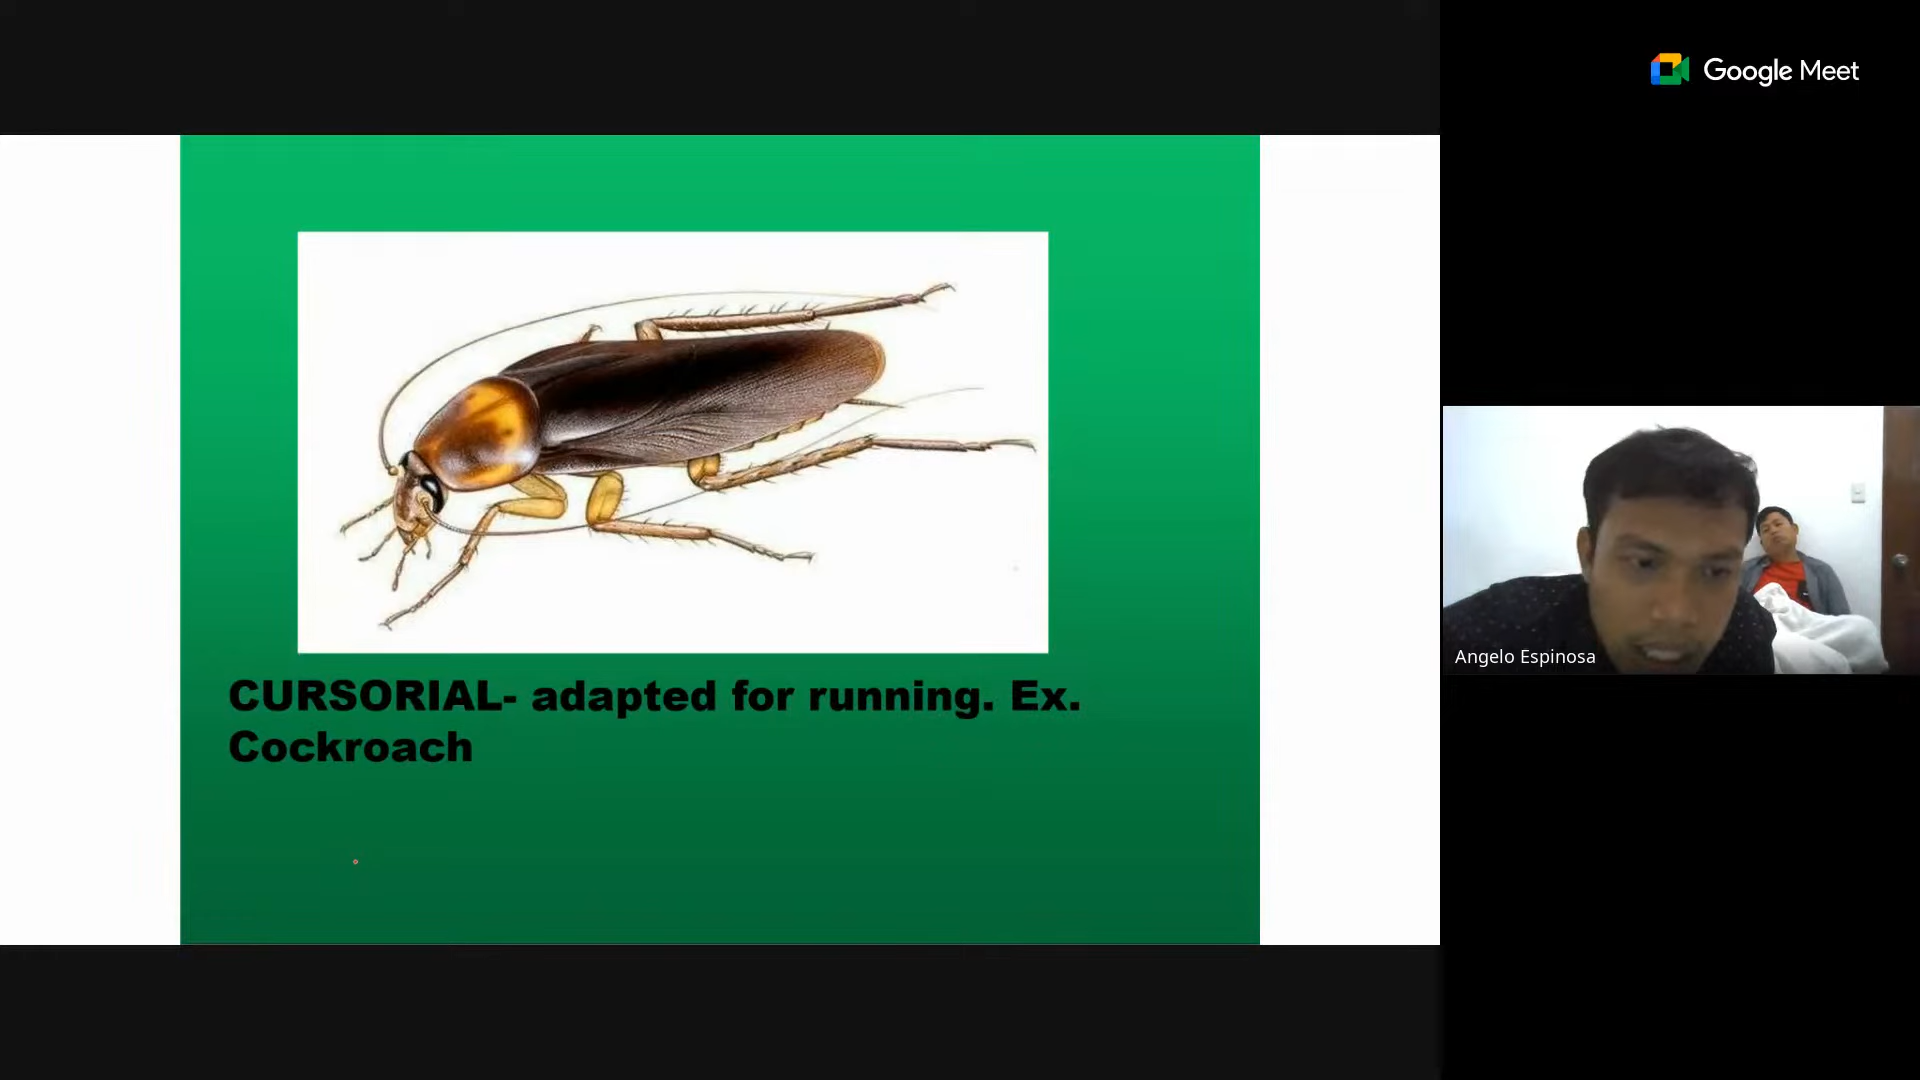 Google Meet
CURSORIAL- adapted for running. Ex.
Cockroach
Angelo Espinosa